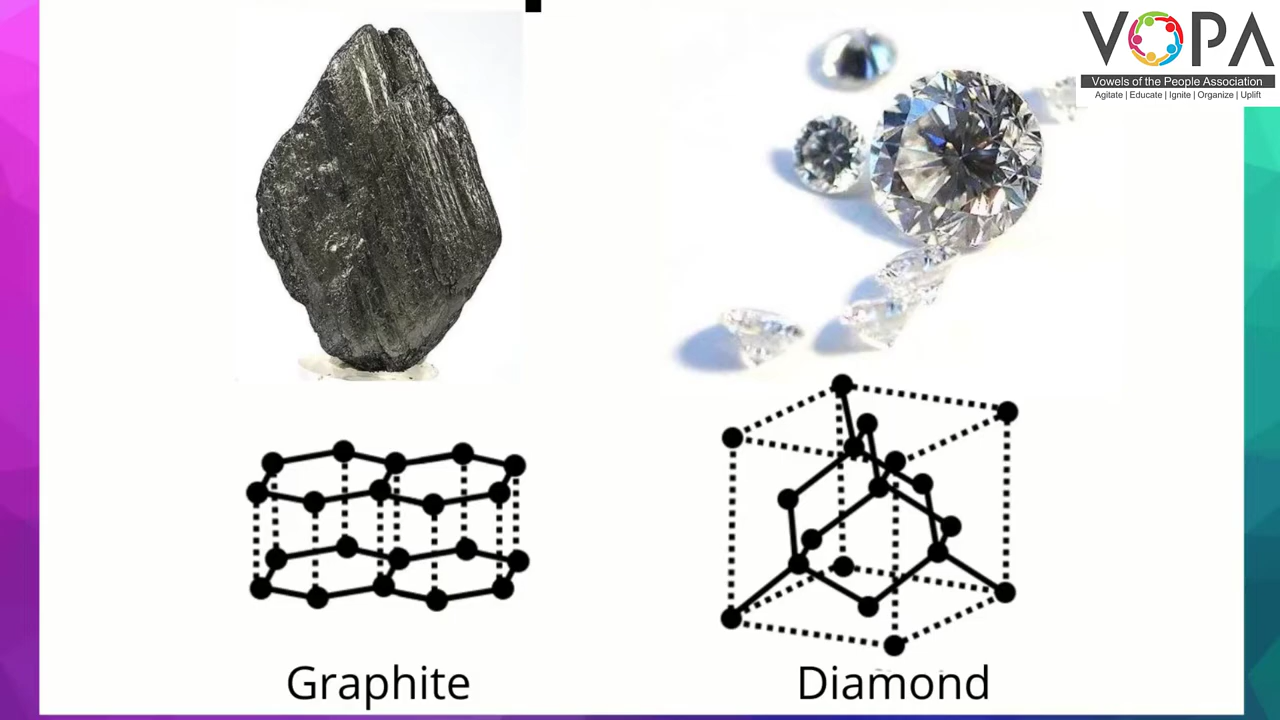 VOPA
Vowels of the People Association
Agitate | Educate | Ignite | Organize | Uplift
Graphite
Diamond